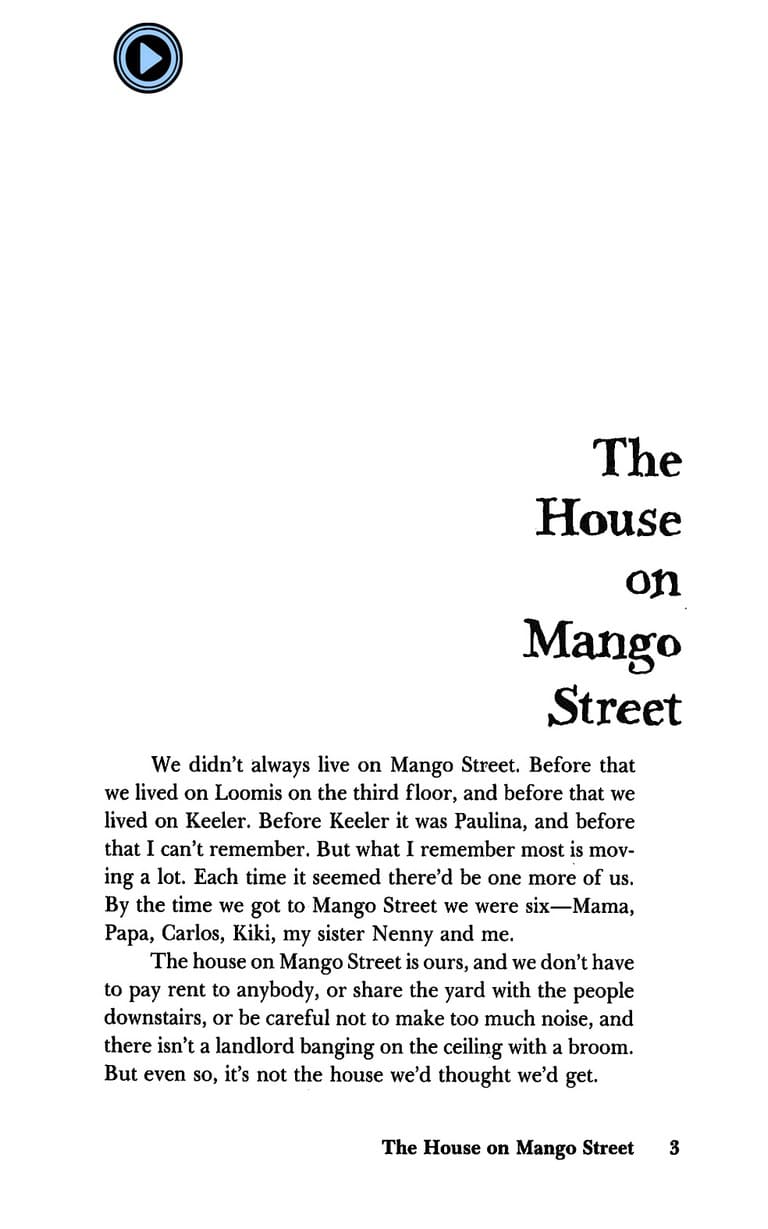 The
House
on
Mango
Street
We didn't always live on Mango Street. Before that
we lived on Loomis on the third floor, and before that we
lived on Keeler. Before Keeler it was Paulina, and before
that I can't remember. But what I remember most is mov-
ing a lot. Each time it seemed there'd be one more of us.
By the time we got to Mango Street we were six—Mama,
Papa, Carlos, Kiki, my sister Nenny and me.
The house on Mango Street is ours, and we don't have
to pay rent to anybody, or share the yard with the people
downstairs, or be careful not to make too much noise, and
there isn't a landlord banging on the ceiling with a broom.
But even so, it's not the house we'd thought we'd get.
The House on Mango Street 3